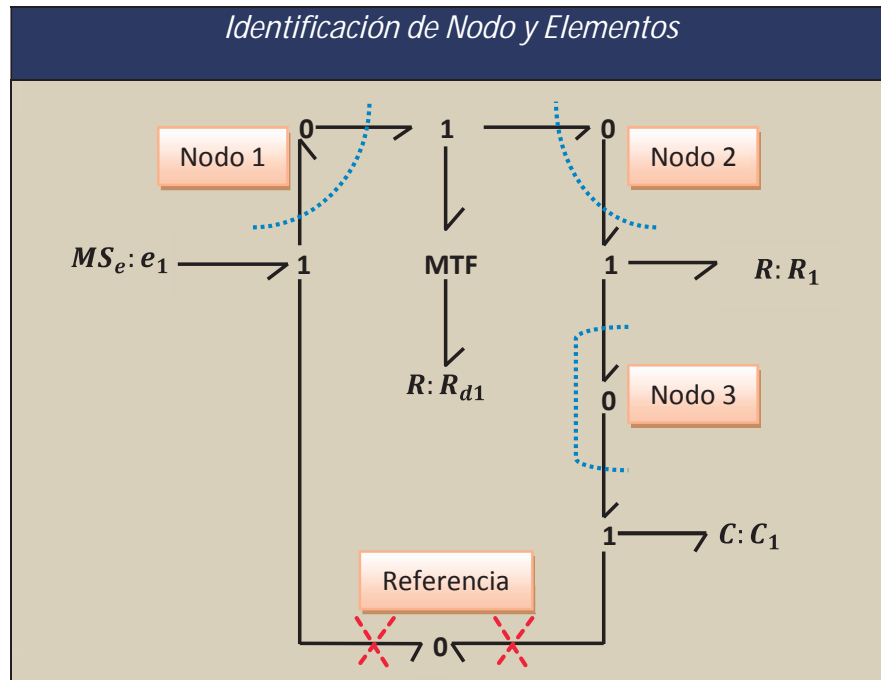 Identificación de Nodo y Elementos
0 1 0
Nodo 1
Nodo 2
MSe: e1 1 MTF 1 R: R1
R: Rd1 0 Nodo 3
1 C: C1
Referencia
0